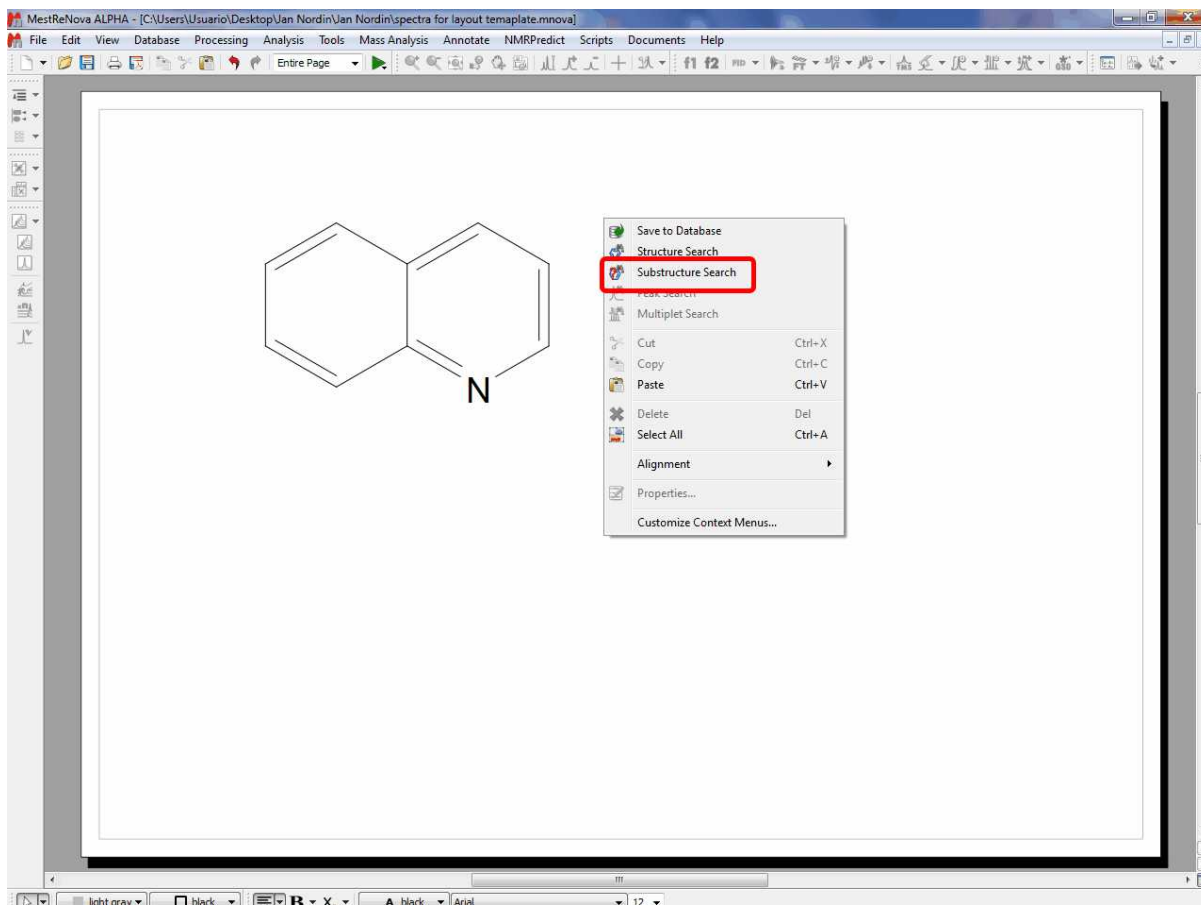 MestReNova ALPHA - [C:\Users\Usuario\Desktop\Jan Nordin\Jan Nordin\spectra for layout temaplate.mnova]
File Edit View Database Processing Analysis Tools Mass Analysis Annotate NMRPredict Scripts Documents Help
Entire Page f1 f2
Save to Database
Structure Search
Substructure Search
Peak Search
Multiplet Search
Cut Ctrl+X
Copy Ctrl+C
Paste Ctrl+V
Delete Del
Select All Ctrl+A
Alignment
Properties...
Customize Context Menus...
N
light gray black B X A black Arial 12